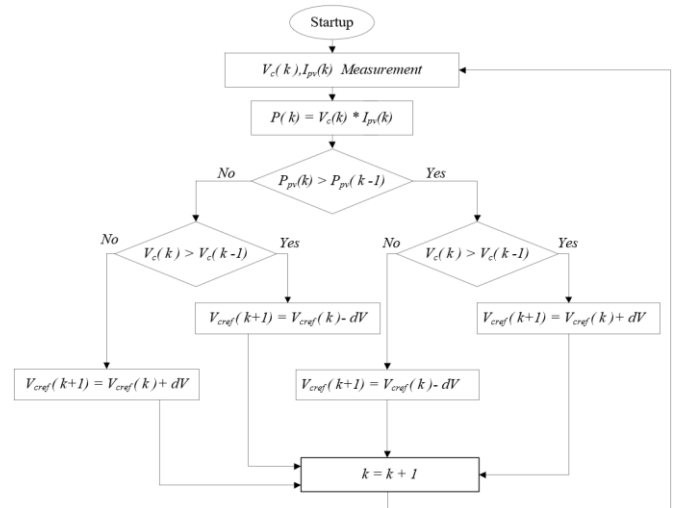 Startup
V_c( k ),I_pv(k) Measurement
P( k) = V_c(k) * I_pv(k)
No
P_pv(k) > P_pv( k -1)
Yes
No
V_c( k ) > V_c( k -1)
Yes
No
V_c( k ) > V_c( k -1)
Yes
V_cref( k+1) = V_cref( k )- dV
V_cref( k+1) = V_cref( k ) + dV
V_cref( k+1) = V_cref( k ) + dV
V_cref( k+1) = V_cref( k )- dV
k = k + 1